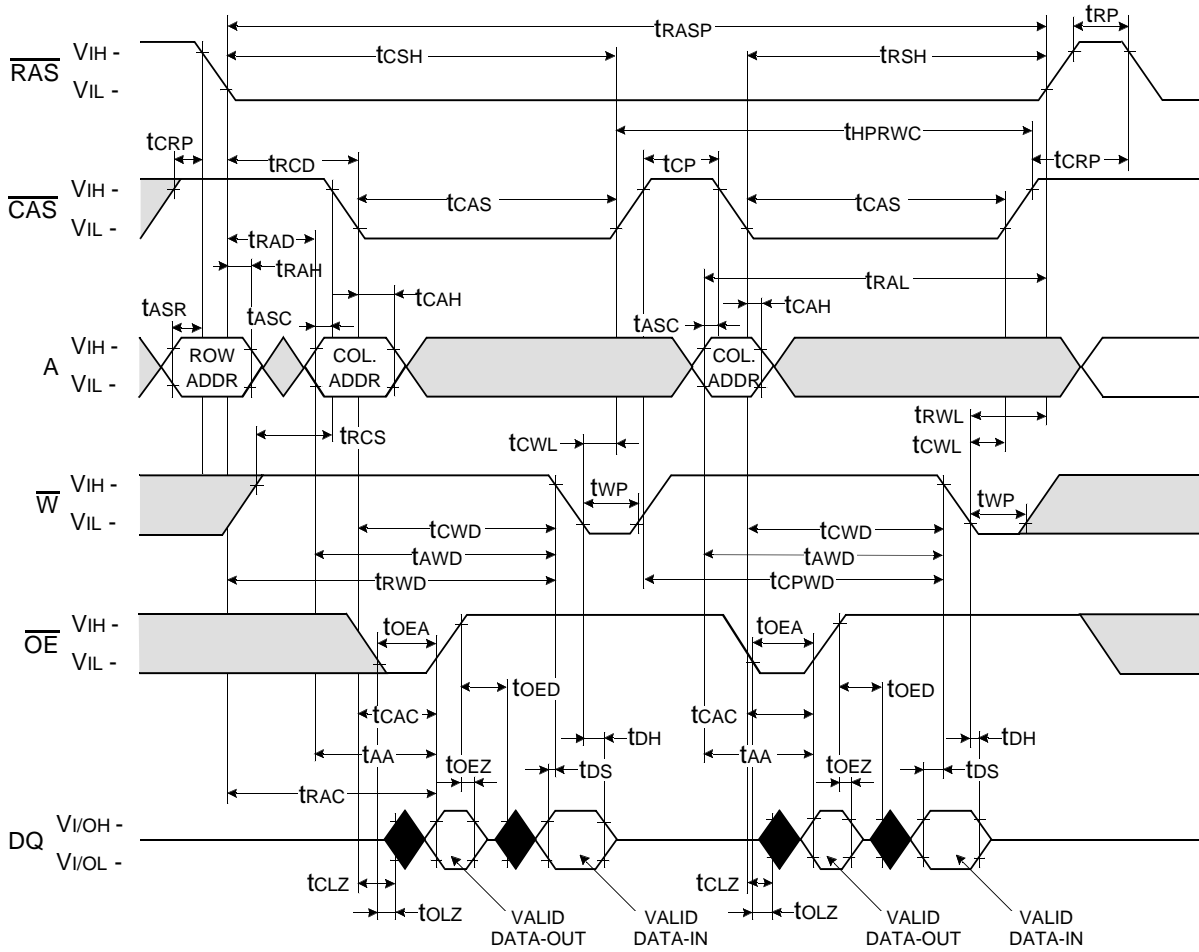 tRASP
tRP
tCSH
tRSH
RAS
VIH -
VIL -
tHPRWC
tCRP
tRCD
tCP
tCRP
CAS
VIH -
VIL -
tCAS
tCAS
tRAD
tRAH
tRAL
tASR
tASC
tCAH
tASC
tCAH
A
VIH -
VIL -
ROW
ADDR
COL.
ADDR
COL.
ADDR
tRWL
tRCS
tCWL
tCWL
W
VIH -
VIL -
tWP
tWP
tCWD
tCWD
tAWD
tAWD
tRWD
tCPWD
OE
VIH -
VIL -
tOEA
tOEA
tOED
tOED
tCAC
tCAC
tDH
tDH
tAA
tAA
tOEZ
tDS
tOEZ
tDS
tRAC
DQ
VI/OH -
VI/OL -
tCLZ
tCLZ
tOLZ
tOLZ
VALID
DATA-OUT
VALID
DATA-IN
VALID
DATA-OUT
VALID
DATA-IN